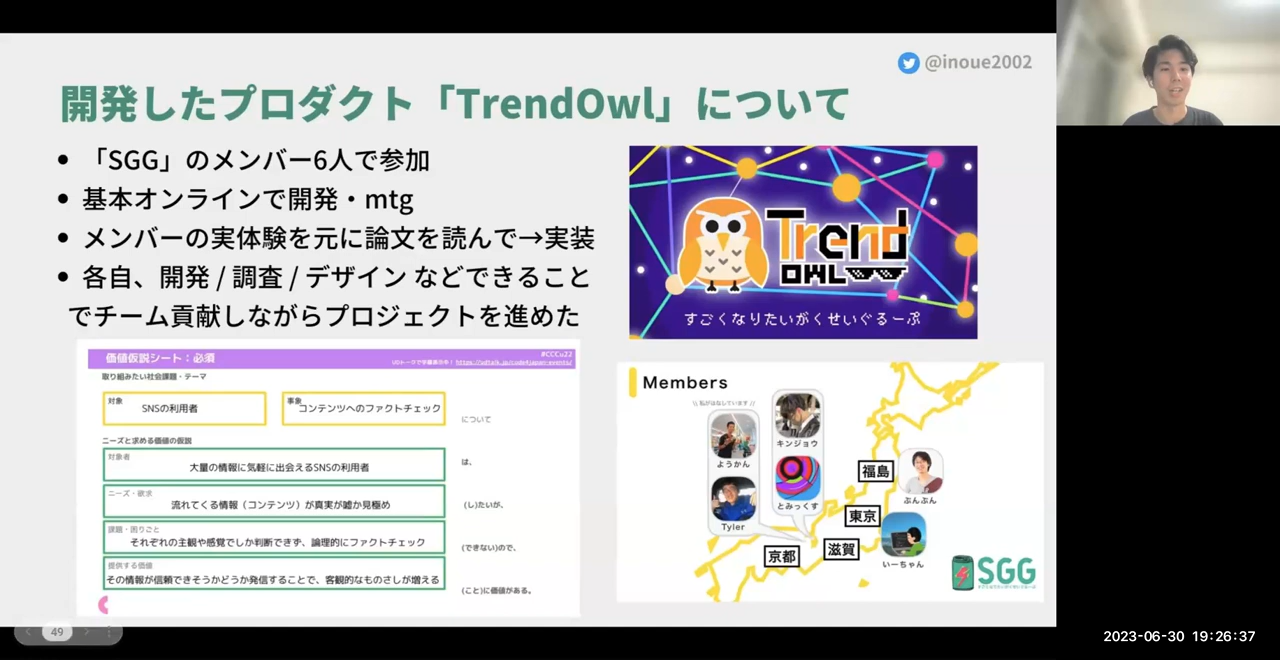 @inoue2002
開発したプロダクト「TrendOwl」について
• 「SGG」のメンバー6人で参加
• 基本オンラインで開発・mtg
• メンバーの実体験を元に論文を読んで→実装
• 各自、開発 / 調査 / デザイン などできること
でチーム貢献しながらプロジェクトを進めた
Trend
OWL
すごくなりたいがくせいぐるーぷ
価値仮説シート：必須
#CCCu22
取り組みたい社会課題・テーマ
対象
SNSの利用者
事象
コンテンツへのファクトチェック
について
ニーズと求める価値の仮説
対象者
大量の情報に気軽に出会えるSNSの利用者
は、
ニーズ・欲求
流れてくる情報（コンテンツ）が真実が嘘か見極め
(し)たいが、
課題・困りごと
それぞれの主観や感覚でしか判断できず、論理的にファクトチェック
(できない)ので、
提供する価値
その情報が信頼できそうかどうか発信することで、客観的なものさしが増える
(こと)に価値がある。
Members
\\ 私がはなしています //
ようかん
キンジョウ
Tyler
とみっくす
ぶんぶん
いーちゃん
福島
東京
滋賀
京都
SGG
49
2023-06-30 19:26:37